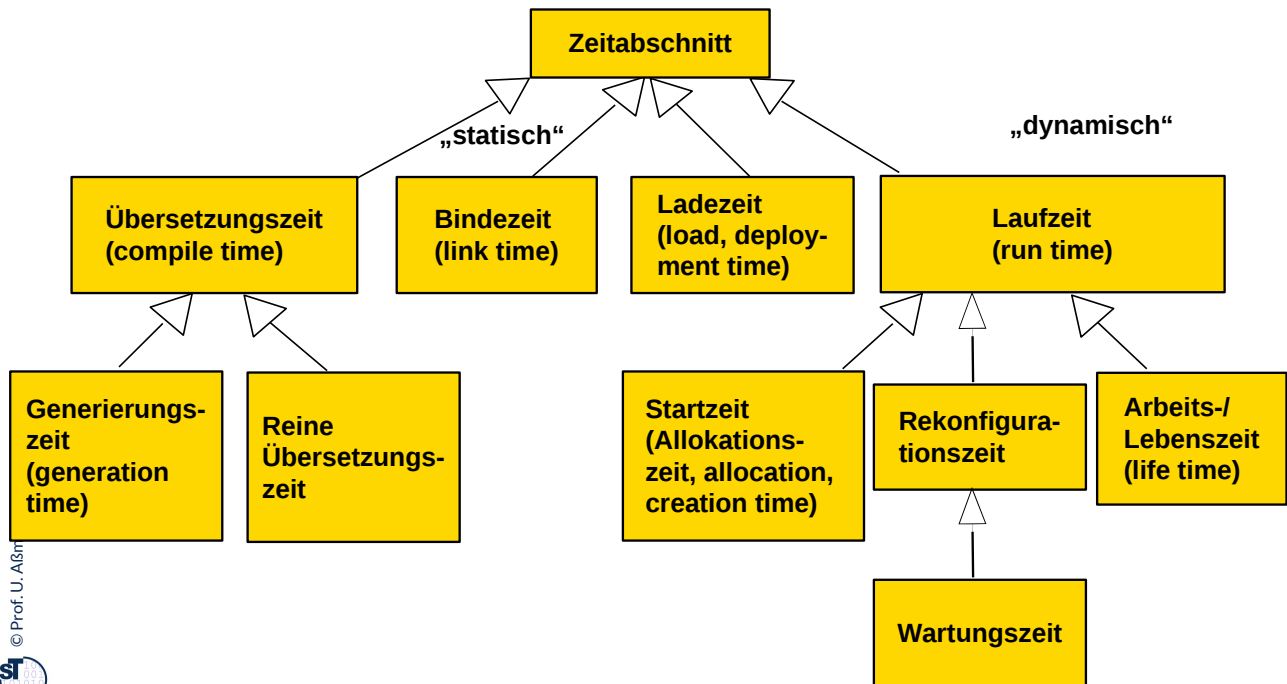 Zeitabschnitt
„statisch“
„dynamisch“
Übersetzungszeit
(compile time)
Bindezeit
(link time)
Ladezeit
(load, deploy-
ment time)
Laufzeit
(run time)
Generierungs-
zeit
(generation
time)
Reine
Übersetzungs-
zeit
Startzeit
(Allokations-
zeit, allocation,
creation time)
Rekonfigura-
tionszeit
Arbeits-/
Lebenszeit
(life time)
Wartungszeit
© Prof. U. Aßm
ST